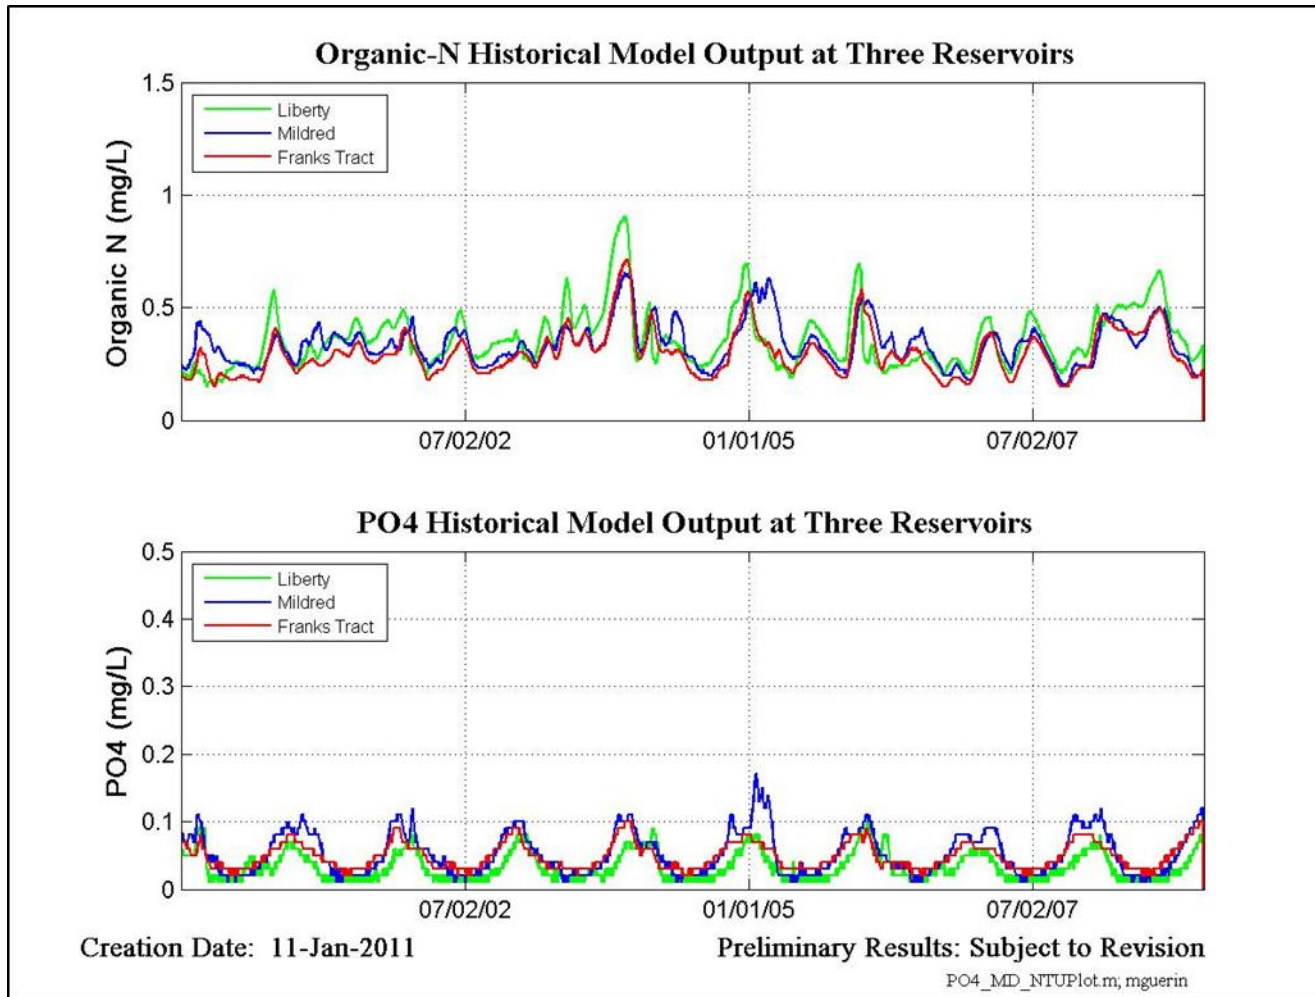 Organic-N Historical Model Output at Three Reservoirs
1.5
Liberty
Mildred
Franks Tract
1
0.5
0
Organic N (mg/L)
07/02/02 01/01/05 07/02/07
PO4 Historical Model Output at Three Reservoirs
0.5
Liberty
Mildred
Franks Tract
0.4
0.3
0.2
0.1
0
PO4 (mg/L)
07/02/02 01/01/05 07/02/07
Creation Date: 11-Jan-2011 Preliminary Results: Subject to Revision
PO4_MD_NTUPlot.m; mguerin